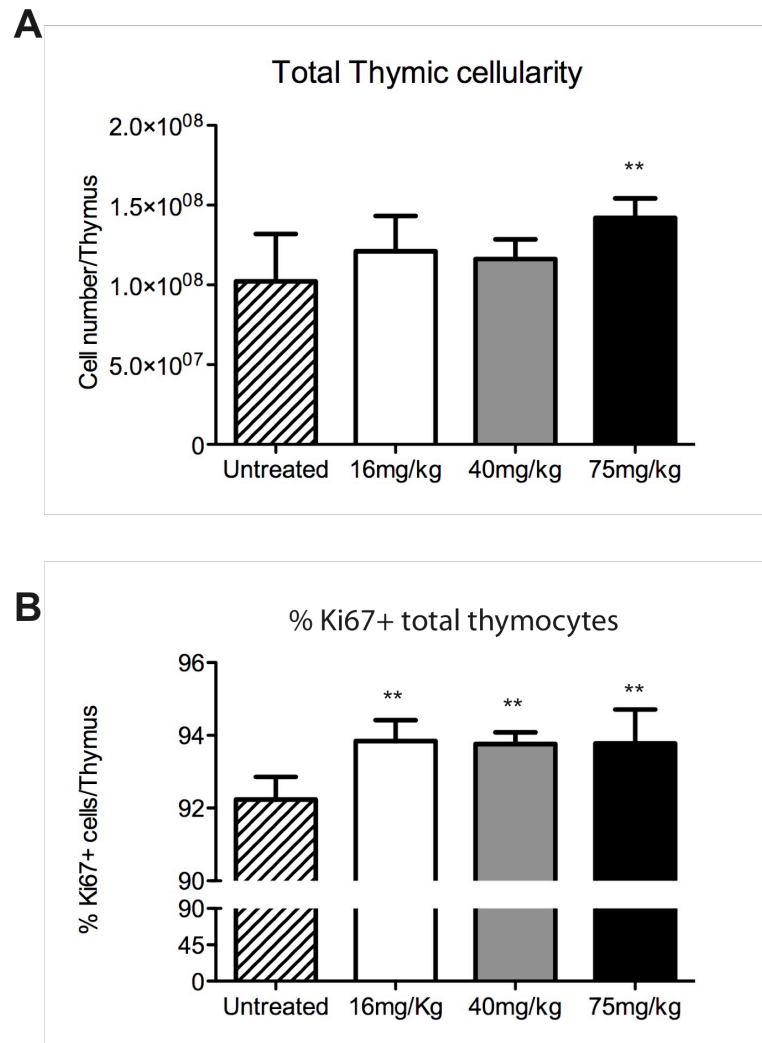 A
Total Thymic cellularity
Cell number/Thymus
2.0×10⁰⁸
1.5×10⁰⁸
1.0×10⁰⁸
5.0×10⁰⁷
0
**
Untreated 16mg/kg 40mg/kg 75mg/kg
B
% Ki67+ total thymocytes
% Ki67+ cells/Thymus
96
94
92
90
90
45
0
** ** **
Untreated 16mg/Kg 40mg/kg 75mg/kg